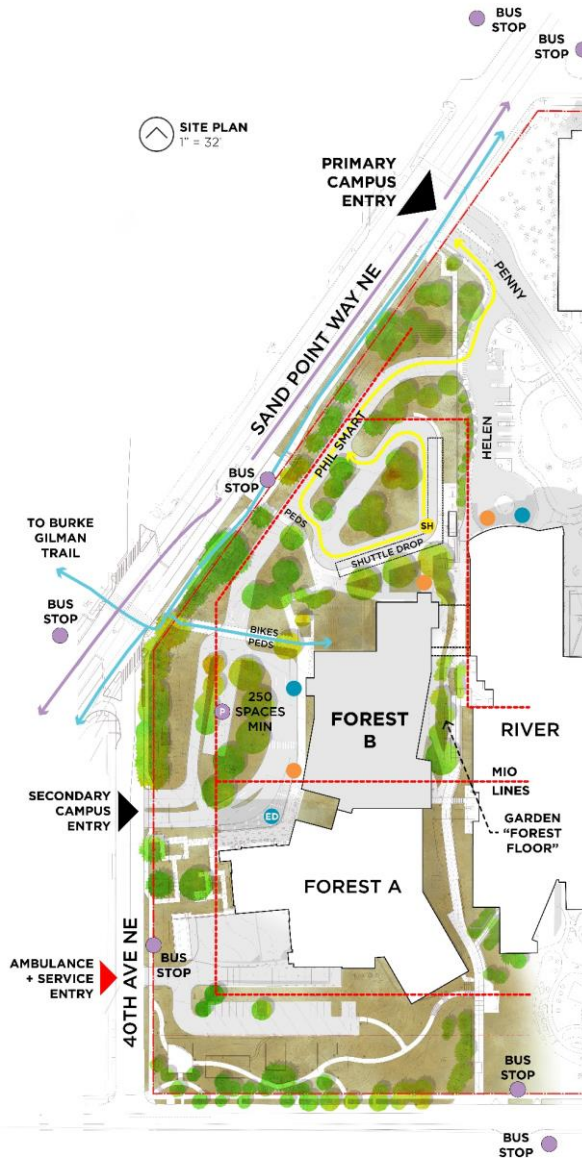 BUS
STOP
BUS
STOP
SITE PLAN
1" = 32'
PRIMARY
CAMPUS
ENTRY
PENNY
SAND POINT WAY NE
PHIL SMART
HELEN
BUS
STOP
PEDS
SH
SHUTTLE DROP
TO BURKE
GILMAN
TRAIL
BUS
STOP
BIKES
PEDS
P
250
SPACES
MIN
FOREST
B
RIVER
MIO
LINES
SECONDARY
CAMPUS
ENTRY
ED
GARDEN
"FOREST
FLOOR"
FOREST A
40TH AVE NE
BUS
STOP
AMBULANCE
+ SERVICE
ENTRY
BUS
STOP
BUS
STOP